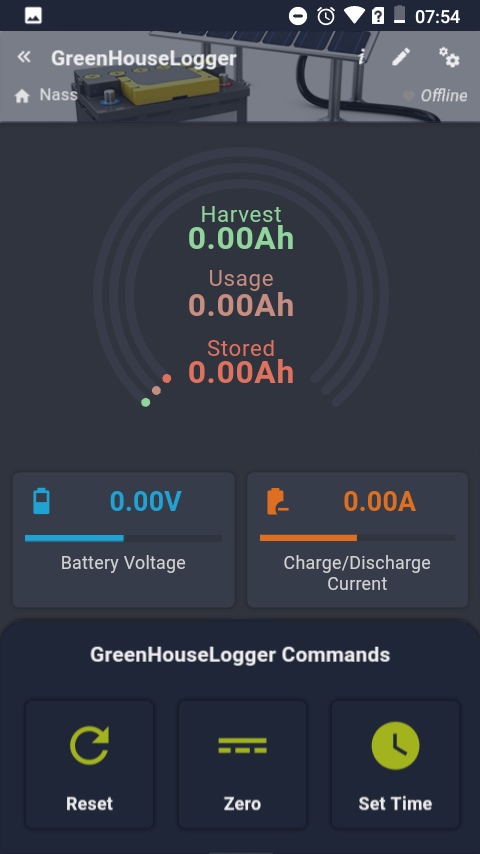 07:54
GreenHouseLogger
Nass
Offline
Harvest
0.00Ah
Usage
0.00Ah
Stored
0.00Ah
0.00V
0.00A
Battery Voltage
Charge/Discharge
Current
GreenHouseLogger Commands
Reset
Zero
Set Time